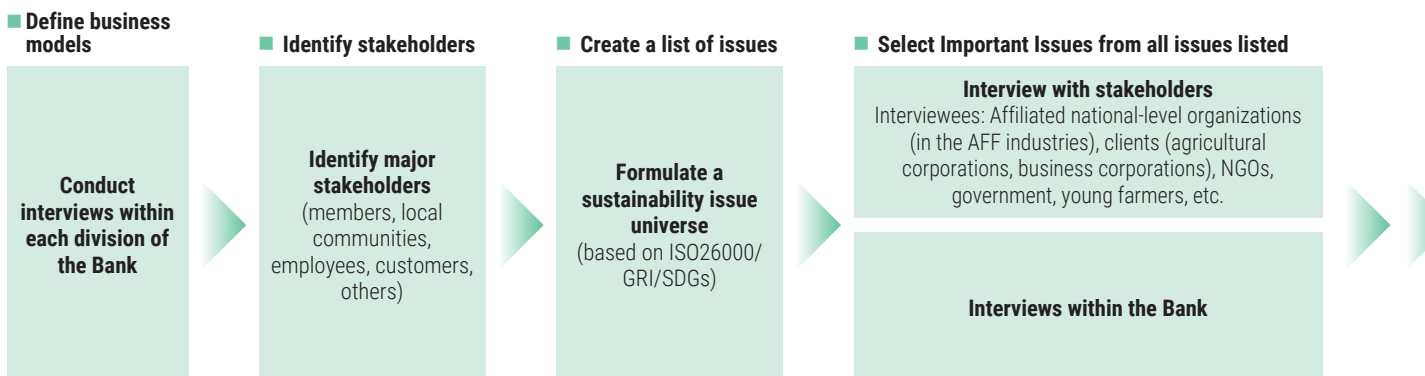 Define business
models
Conduct
interviews within
each division of
the Bank
Identify stakeholders
Identify major
stakeholders
(members, local
communities,
employees, customers,
others)
Create a list of issues
Formulate a
sustainability issue
universe
(based on ISO26000/
GRI/SDGs)
Select Important Issues from all issues listed
Interview with stakeholders
Interviewees: Affiliated national-level organizations
(in the AFF industries), clients (agricultural
corporations, business corporations), NGOs,
government, young farmers, etc.
Interviews within the Bank